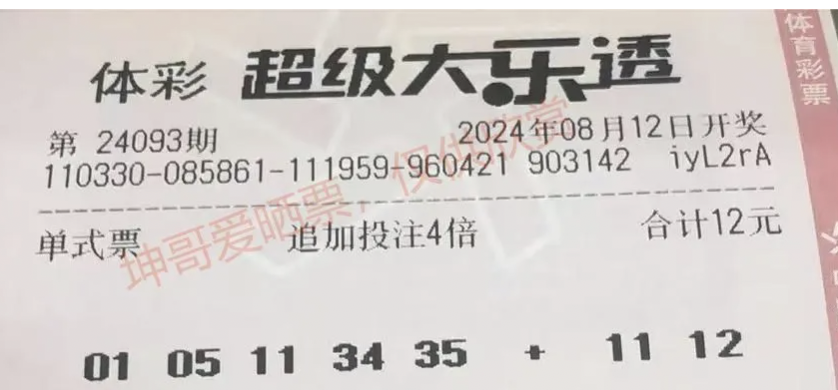 体彩 超级大乐透
体育彩票
第 24093期 2024年08月12日开奖
110330-085861-111959-960421 903142 iyL2rA
坤哥爱晒票，仅供欣赏
单式票 追加投注4倍 合计12元
01 05 11 34 35 + 11 12